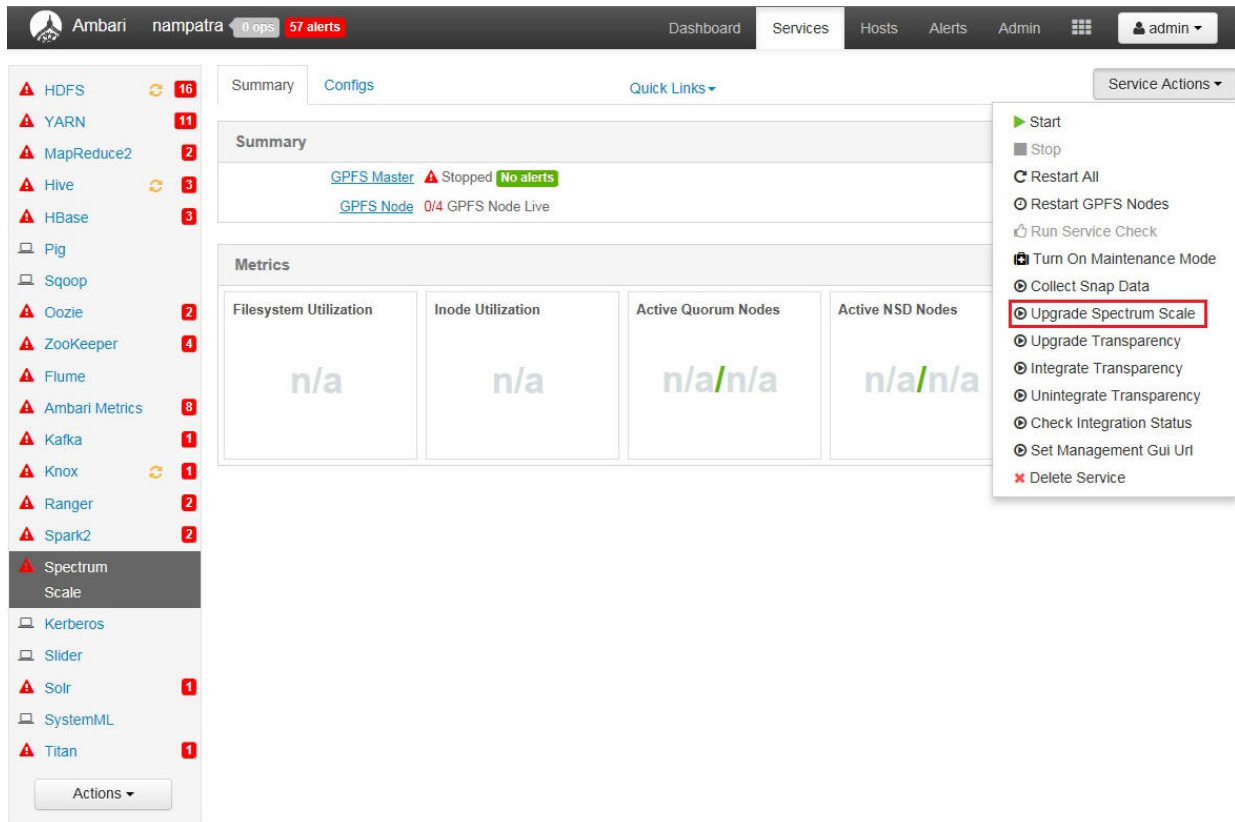 Ambari nampatra 0 ops 57 alerts Dashboard Services Hosts Alerts Admin admin
HDFS 16
YARN 11
MapReduce2 2
Hive 3
HBase 3
Pig
Sqoop
Oozie 2
ZooKeeper 4
Flume
Ambari Metrics 8
Kafka 1
Knox 1
Ranger 2
Spark2 2
Spectrum
Scale
Kerberos
Slider
Solr 1
SystemML
Titan 1
Actions
Summary Configs Quick Links Service Actions
Summary
GPFS Master Stopped No alerts
GPFS Node 0/4 GPFS Node Live
Metrics
Filesystem Utilization Inode Utilization Active Quorum Nodes Active NSD Nodes
n/a n/a n/a/n/a n/a/n/a
Start
Stop
Restart All
Restart GPFS Nodes
Run Service Check
Turn On Maintenance Mode
Collect Snap Data
Upgrade Spectrum Scale
Upgrade Transparency
Integrate Transparency
Unintegrate Transparency
Check Integration Status
Set Management Gui Url
Delete Service